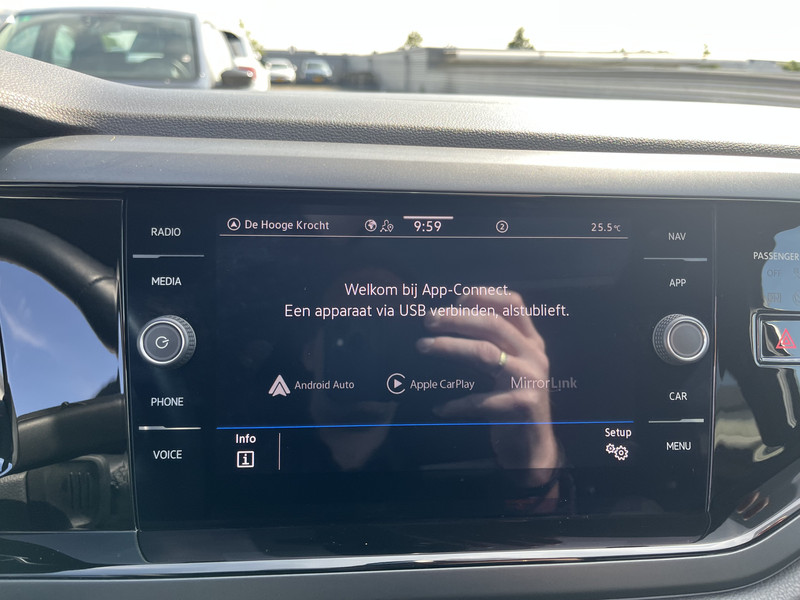 De Hooge Krocht
9:59
2
25.5°C
RADIO
NAV
PASSENGER
MEDIA
APP
Welkom bij App-Connect.
Een apparaat via USB verbinden, alstublieft.
Android Auto
Apple CarPlay
MirrorLink
PHONE
CAR
Info
Setup
VOICE
MENU